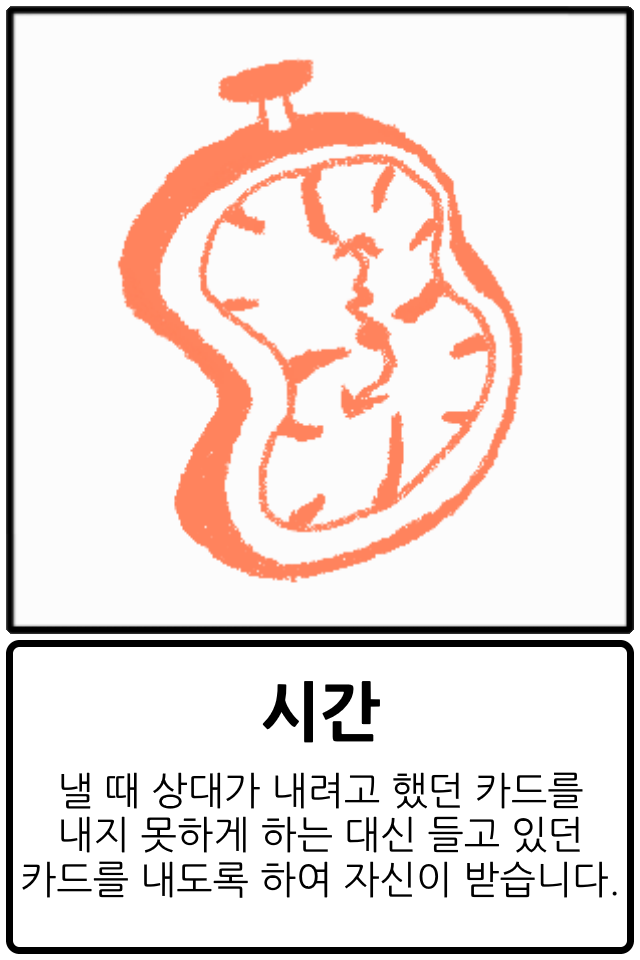 시간
낼 때 상대가 내려고 했던 카드를
내지 못하게 하는 대신 들고 있던
카드를 내도록 하여 자신이 받습니다.